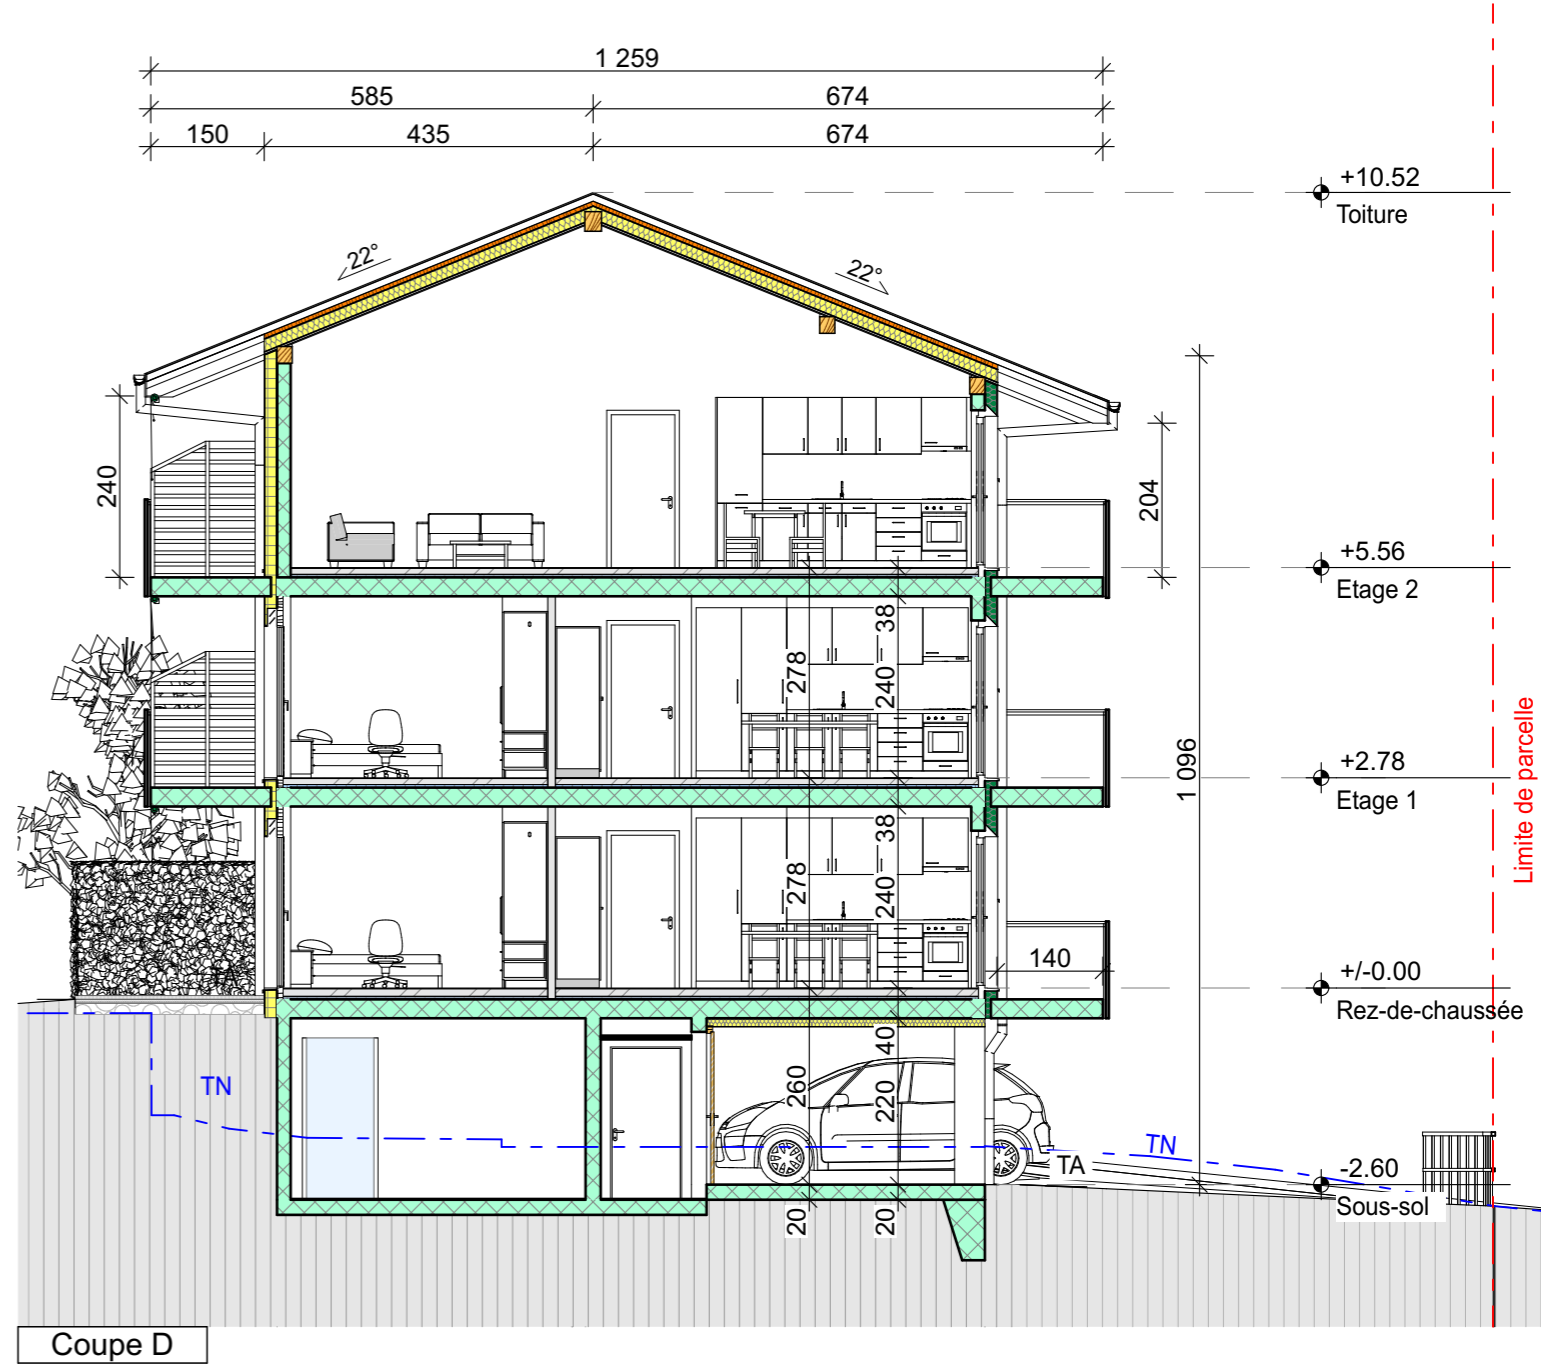 1 259
585 674
150 435 674
+10.52
Toiture
22°
22°
240
204
+5.56
Etage 2
278
240
38
1 096
+2.78
Etage 1
Limite de parcelle
278
240
38
140
+/-0.00
Rez-de-chaussée
TN
260
220
40
TN
TA
-2.60
Sous-sol
20
20
Coupe D